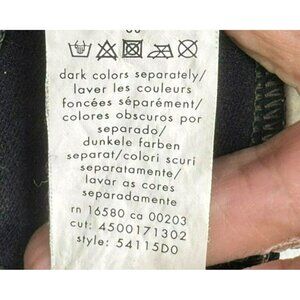 dark colors separately/
laver les couleurs
foncées séparément/
colores obscuros por
separado/
dunkele farben
separat/colori scuri
separatamente/
lavar as cores
separadamente
rn 16580 ca 00203
cut: 4500171302
style: 54115D0